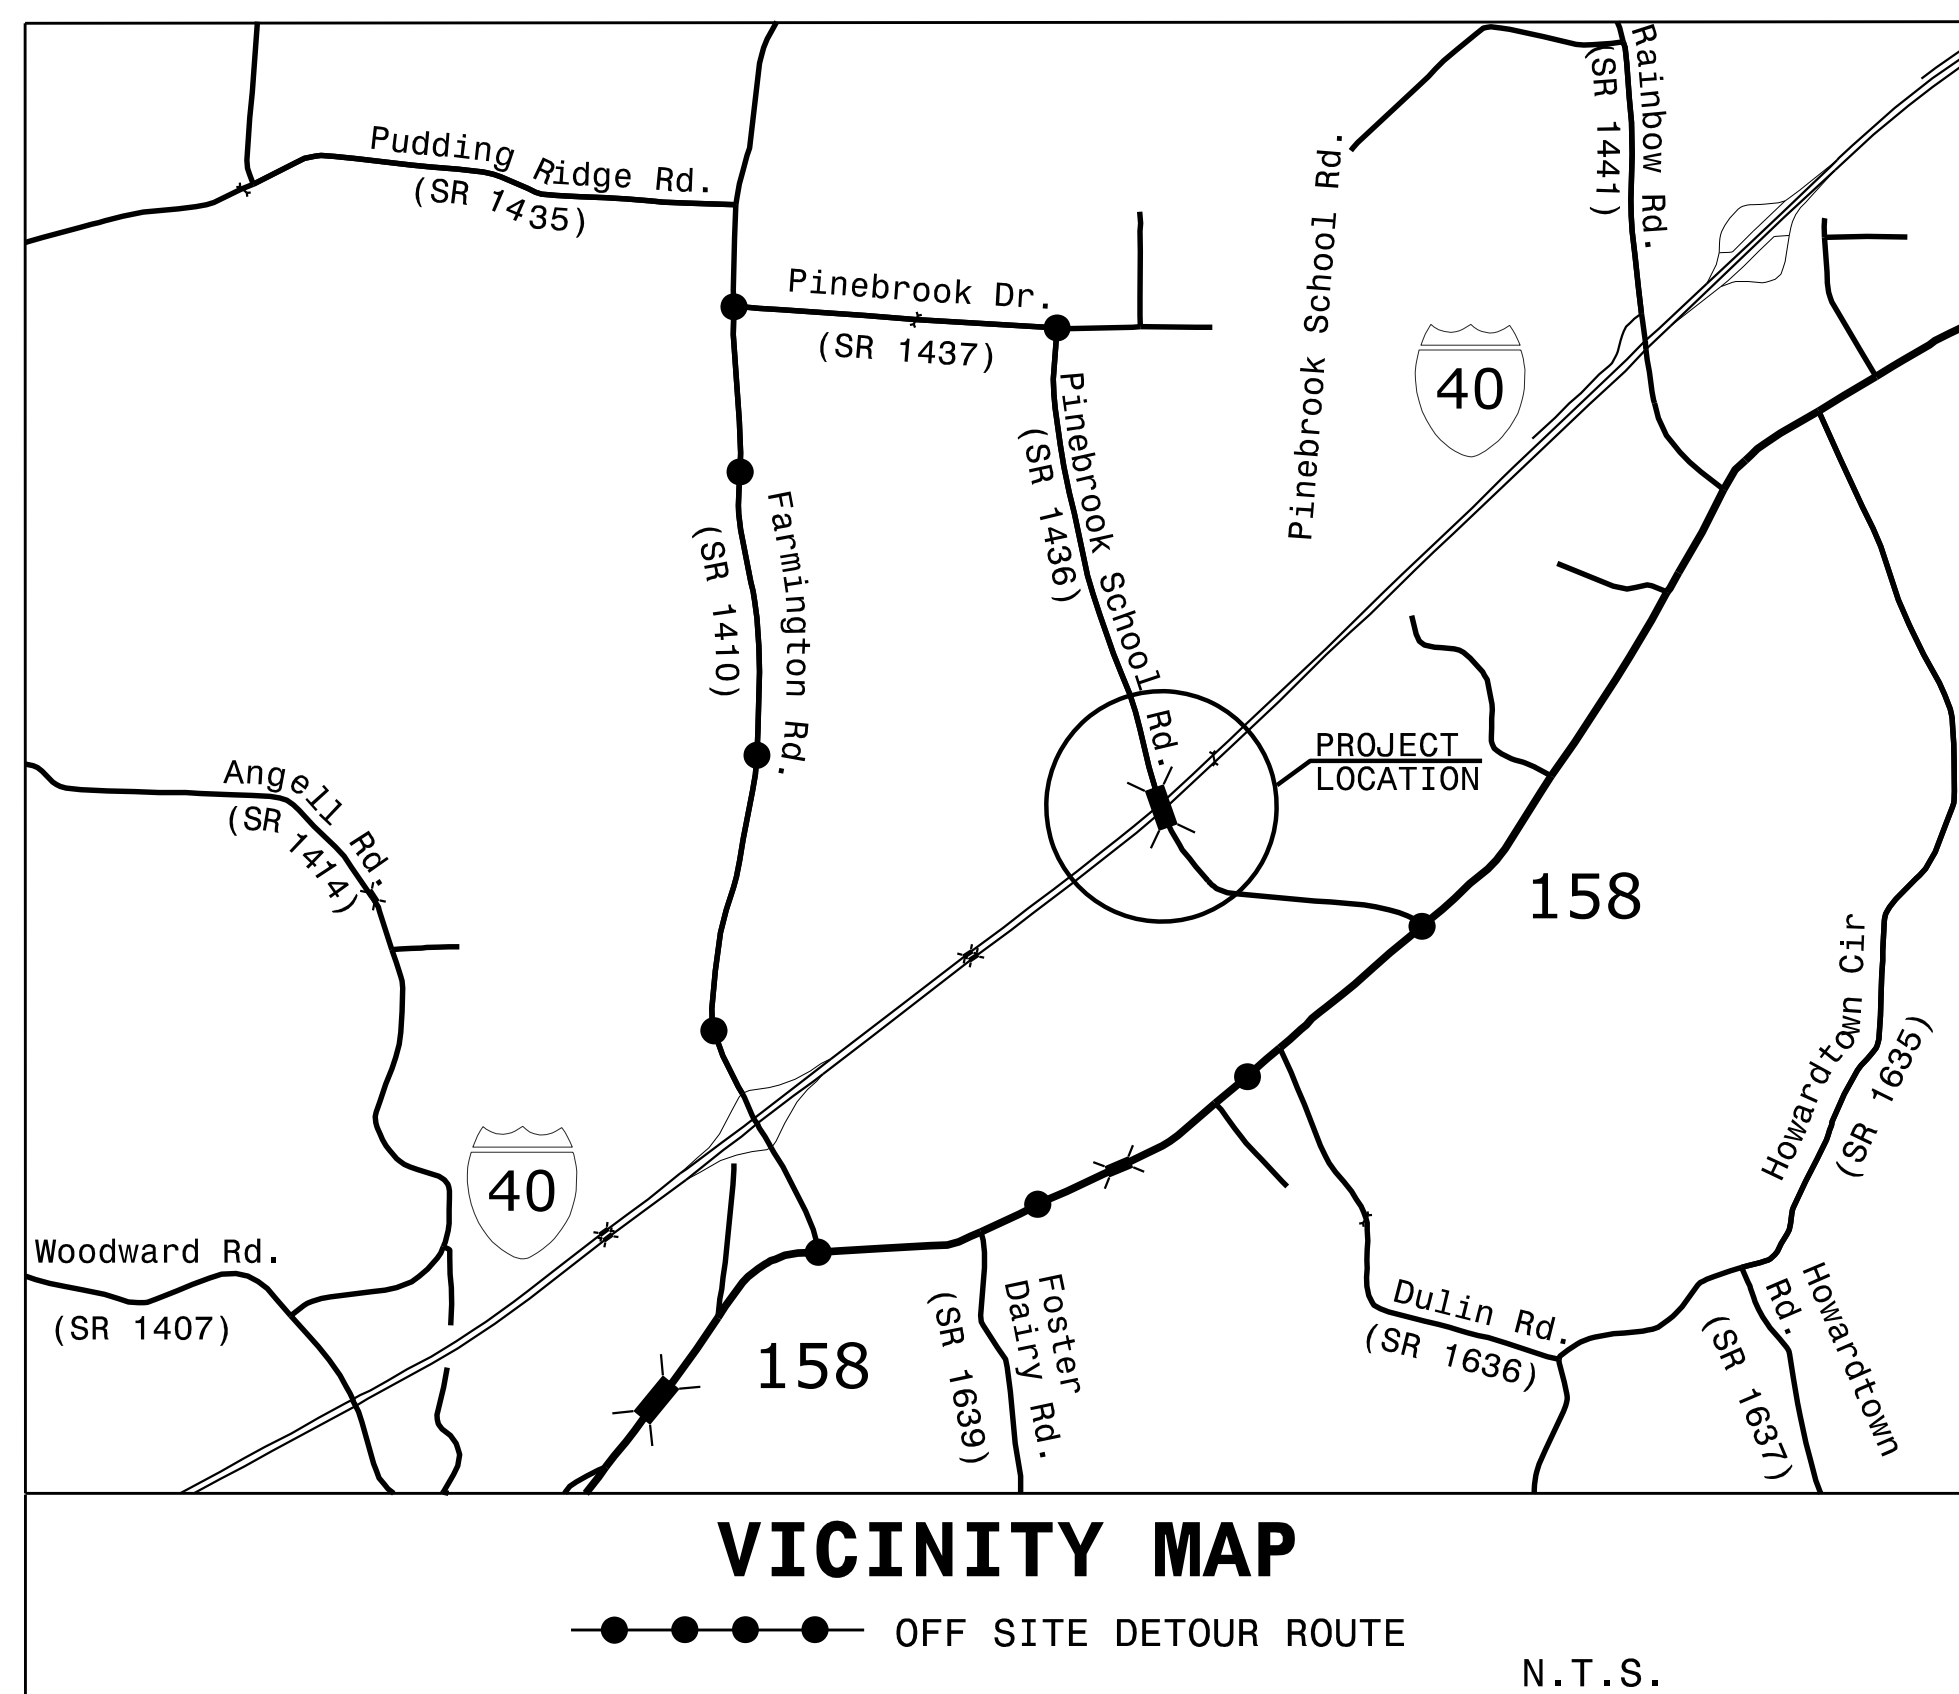 Rainbow Rd.
(SR 1441)
Pudding Ridge Rd.
(SR 1435)
Pinebrook School Rd.
Pinebrook Dr.
(SR 1437)
40
Pinebrook School Rd.
(SR 1436)
Farmington Rd.
(SR 1410)
PROJECT
LOCATION
Angell Rd.
(SR 1414)
158
Howardtown Cir
(SR 1635)
40
Woodward Rd.
(SR 1407)
158
Foster
Dairy Rd.
(SR 1639)
Dulin Rd.
(SR 1636)
Howardtown
Rd.
(SR 1637)
VICINITY MAP
OFF SITE DETOUR ROUTE
N.T.S.